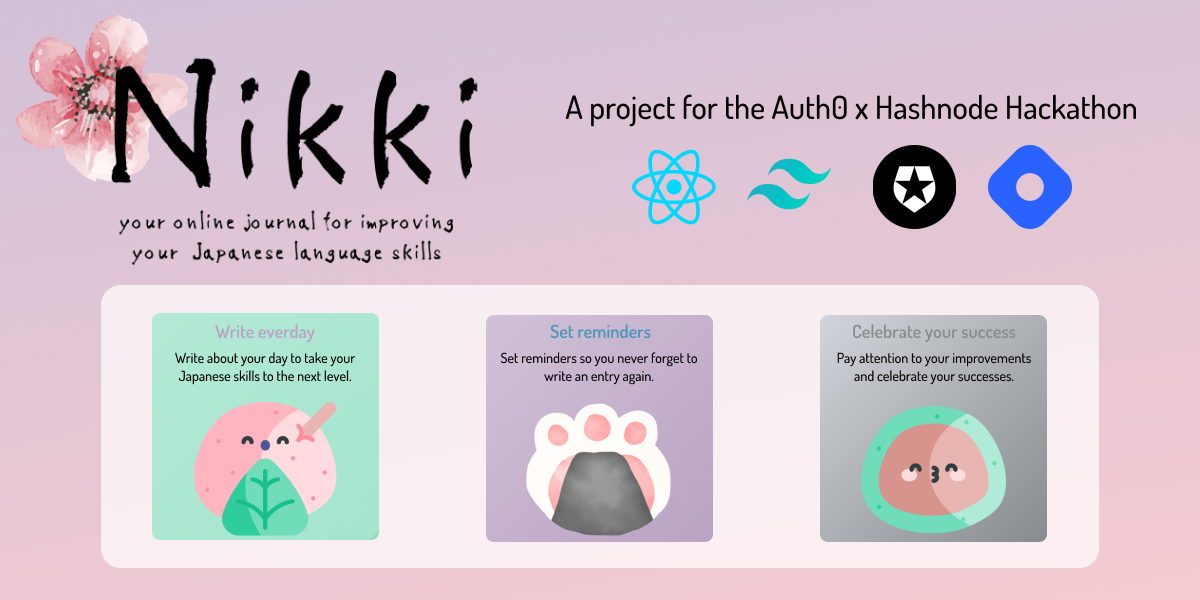 Nikki
your online journal for improving
your Japanese language skills
A project for the Auth0 x Hashnode Hackathon
Write everday
Write about your day to take your
Japanese skills to the next level.
Set reminders
Set reminders so you never forget to
write an entry again.
Celebrate your success
Pay attention to your improvements
and celebrate your successes.